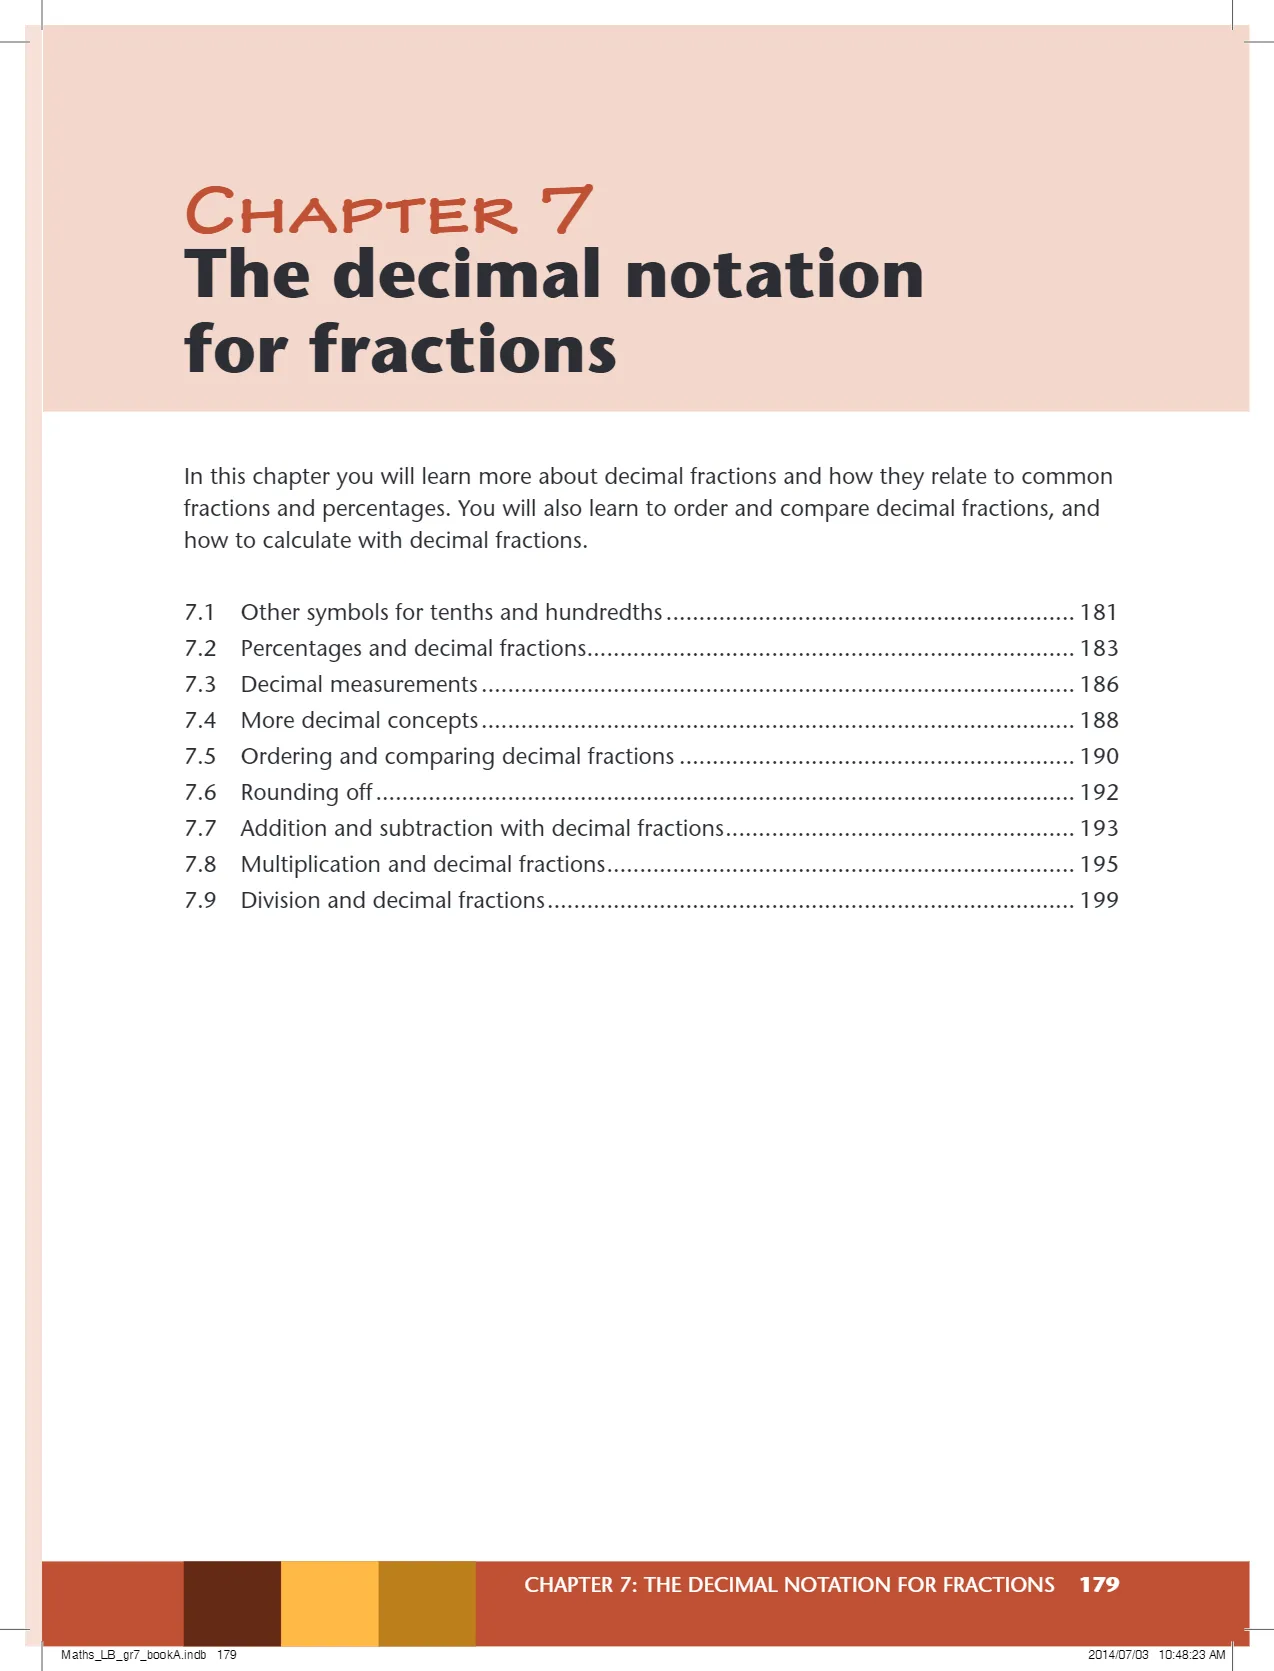 Chapter 7
The decimal notation
for fractions
In this chapter you will learn more about decimal fractions and how they relate to common
fractions and percentages. You will also learn to order and compare decimal fractions, and
how to calculate with decimal fractions.
7.1 Other symbols for tenths and hundredths .............................................................. 181
7.2 Percentages and decimal fractions.......................................................................... 183
7.3 Decimal measurements .......................................................................................... 186
7.4 More decimal concepts .......................................................................................... 188
7.5 Ordering and comparing decimal fractions ............................................................ 190
7.6 Rounding off .......................................................................................................... 192
7.7 Addition and subtraction with decimal fractions..................................................... 193
7.8 Multiplication and decimal fractions....................................................................... 195
7.9 Division and decimal fractions ................................................................................ 199
CHAPTER 7: THE DECIMAL NOTATION FOR FRACTIONS 179
Maths_LB_gr7_bookA.indb 179 2014/07/03 10:48:23 AM